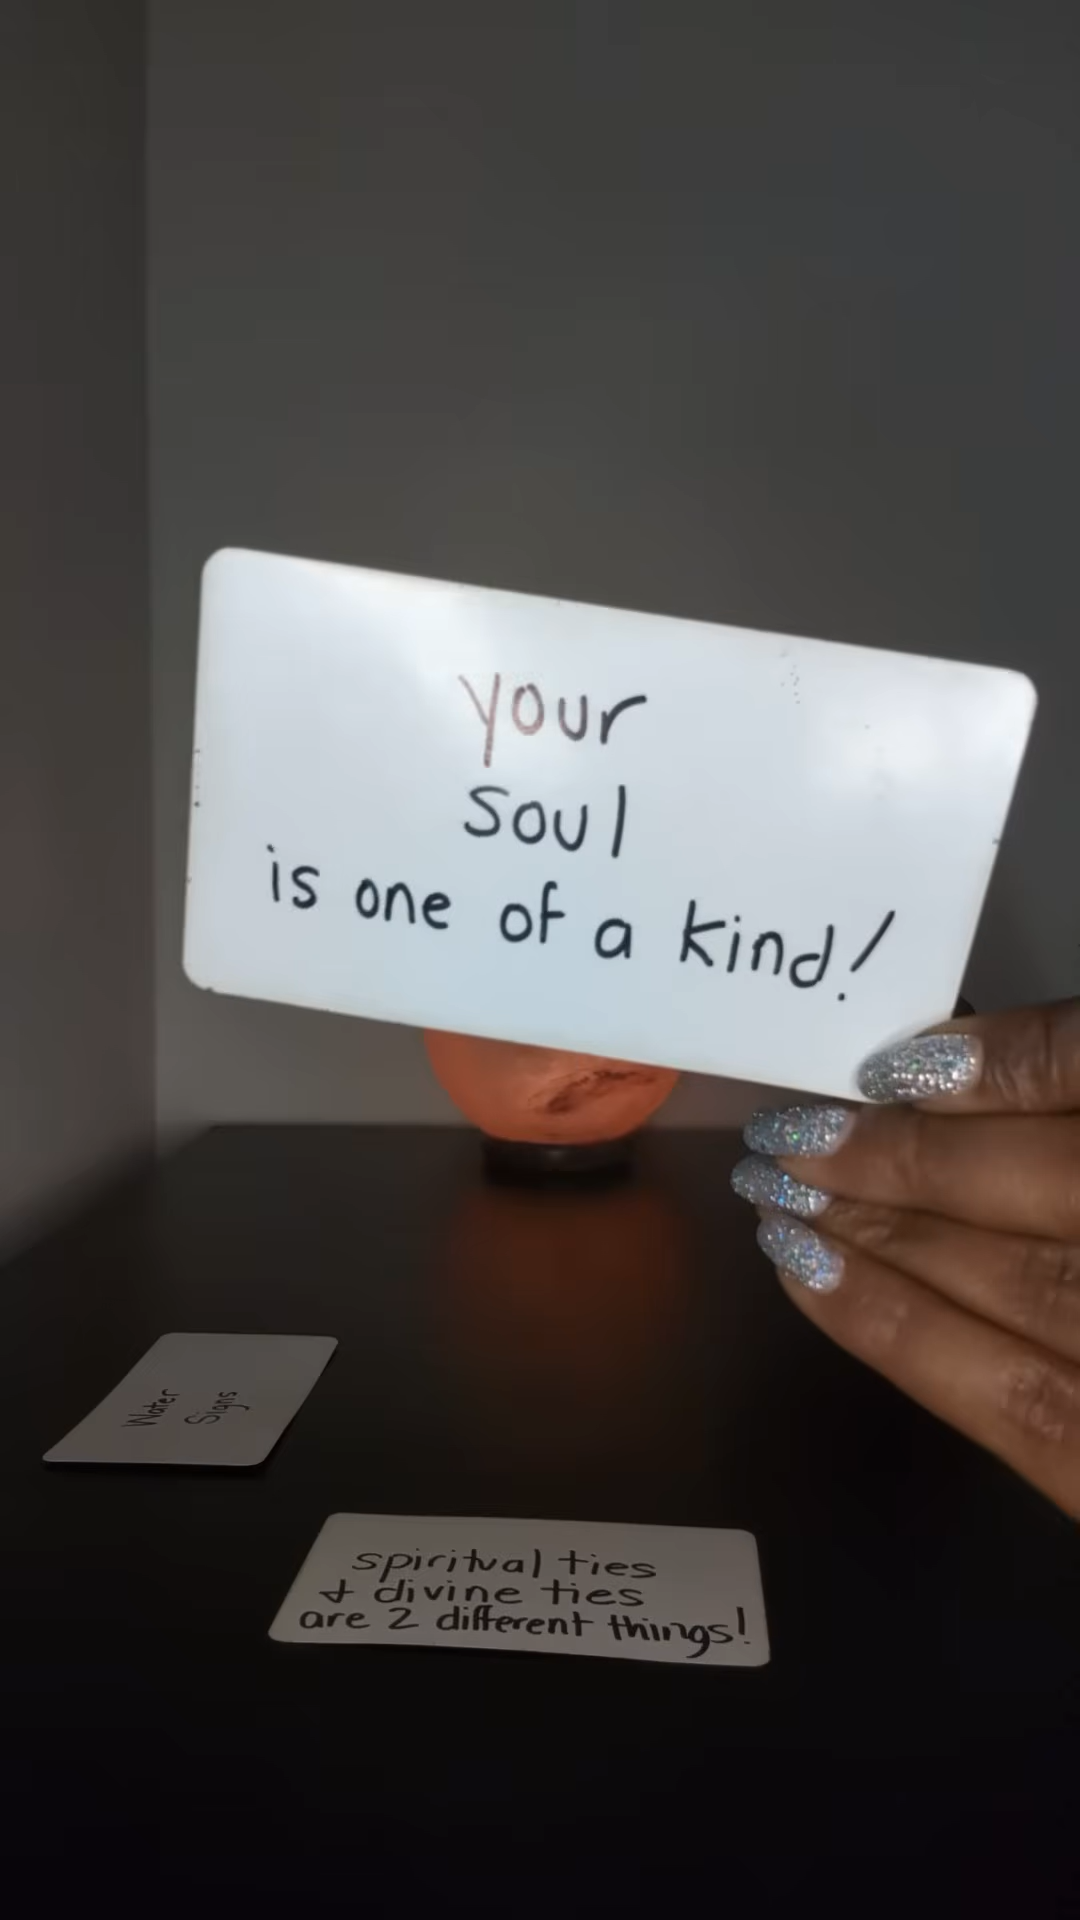 your
soul
is one of a kind!
Water
Signs
spiritual ties
+ divine ties
are 2 different things!